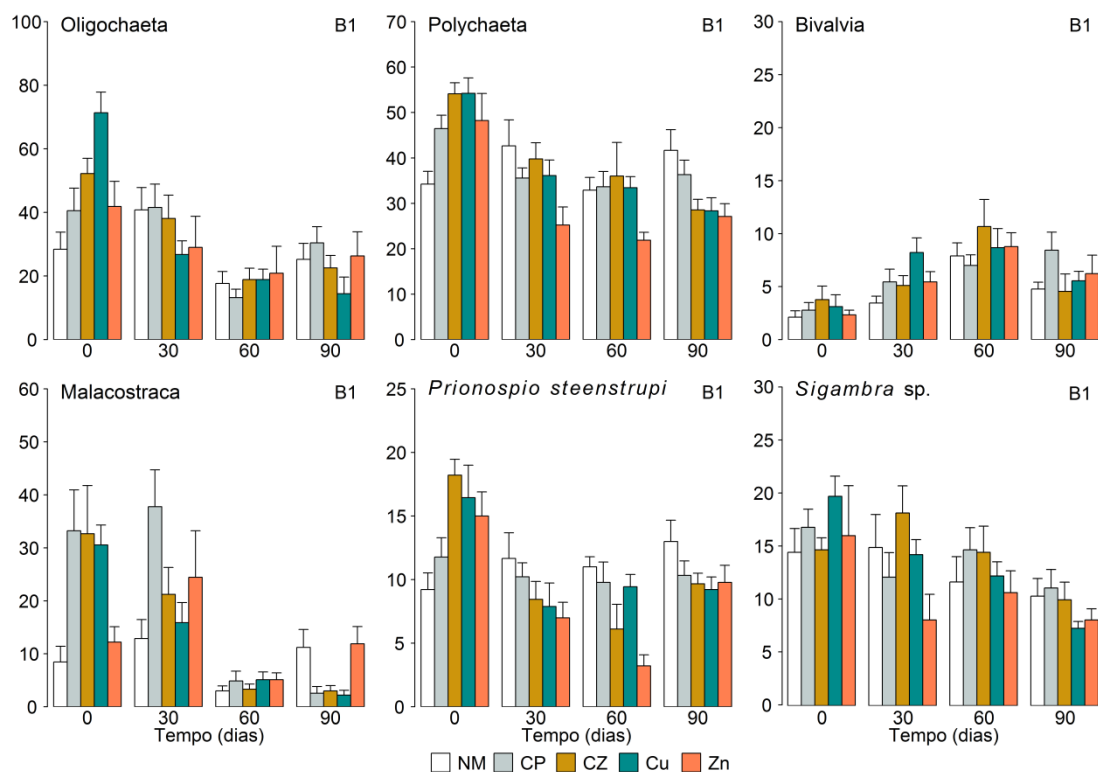 Oligochaeta B1
100
80
60
40
20
0
0 30 60 90
Polychaeta B1
70
60
50
40
30
20
10
0
0 30 60 90
Bivalvia B1
30
25
20
15
10
5
0
0 30 60 90
Malacostraca B1
60
50
40
30
20
10
0
0 30 60 90
Tempo (dias)
Prionospio steenstrupi B1
25
20
15
10
5
0
0 30 60 90
Tempo (dias)
Sigambra sp. B1
30
25
20
15
10
5
0
0 30 60 90
Tempo (dias)
NM CP CZ Cu Zn